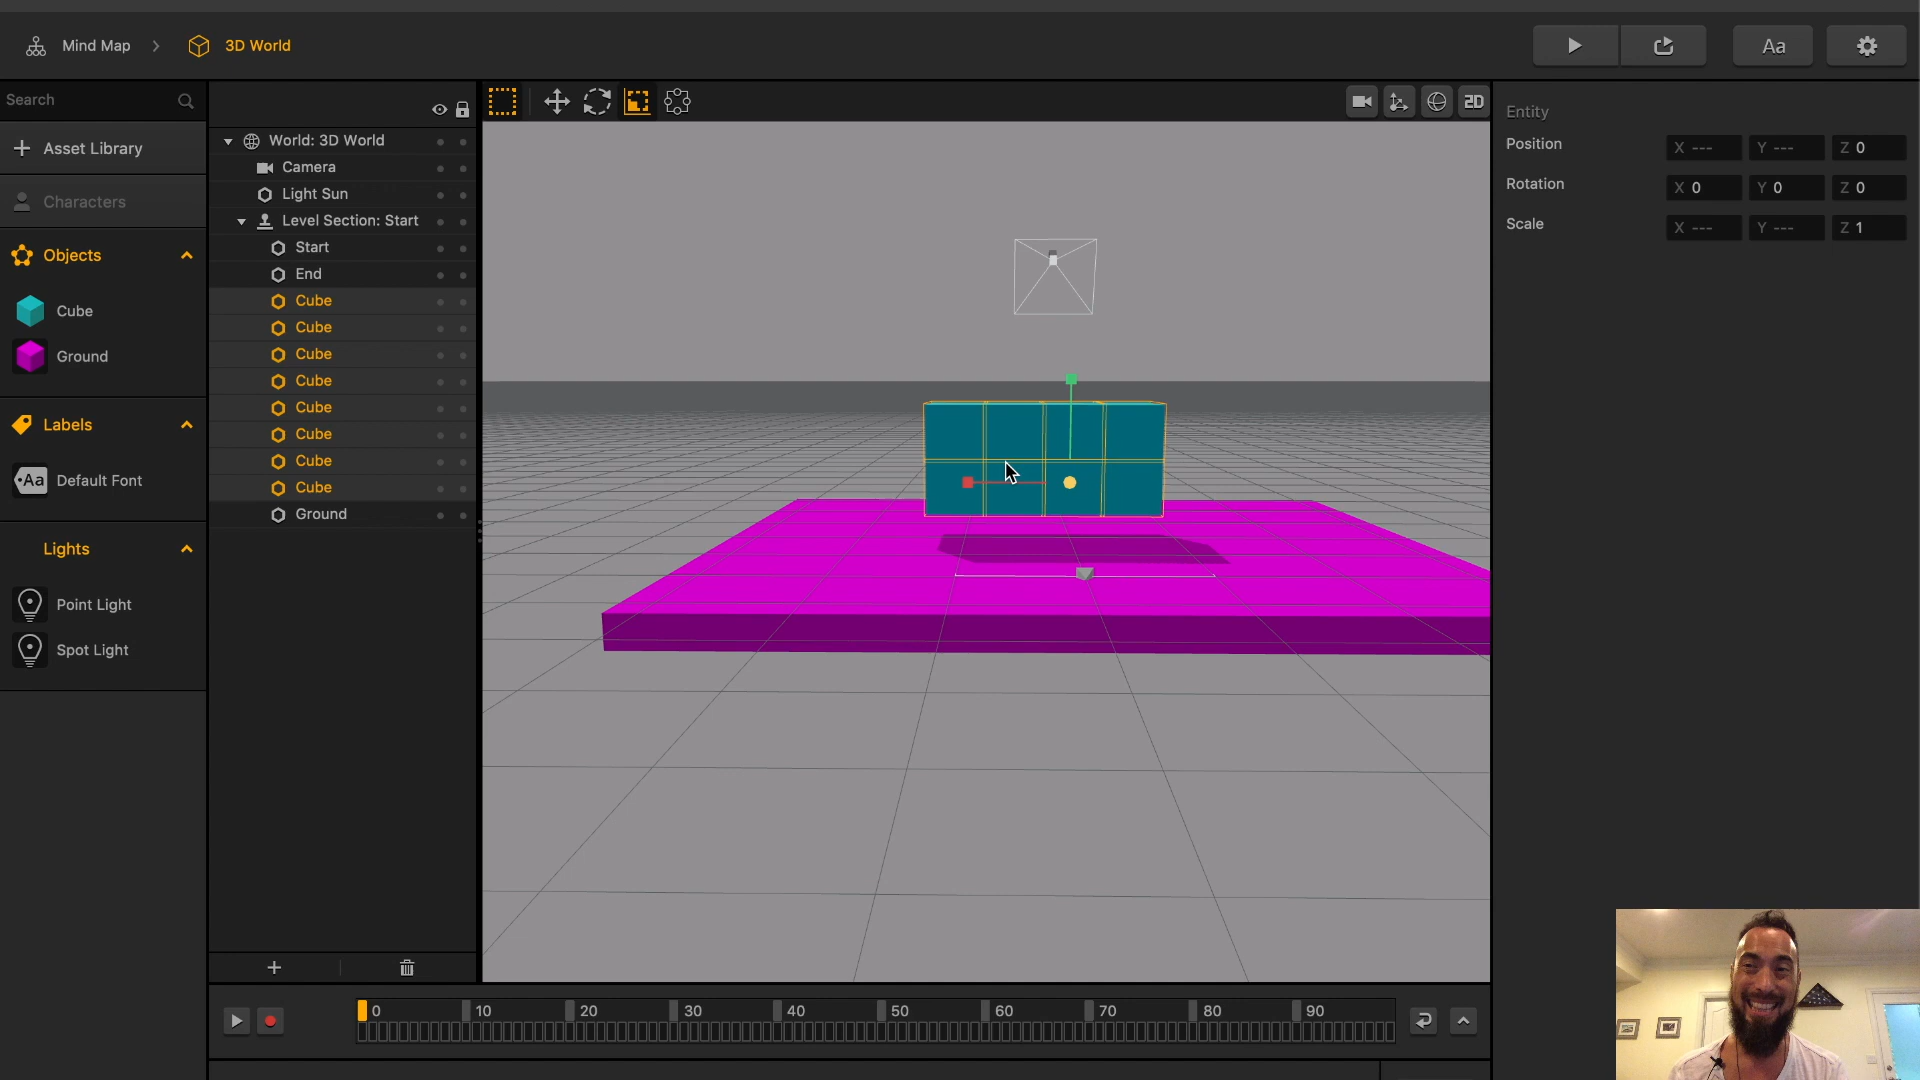 Mind Map
3D World
Aa
Search
Asset Library
Characters
Objects
Cube
Ground
Labels
Aa
Default Font
Lights
Point Light
Spot Light
World: 3D World
Camera
Light Sun
Level Section: Start
Start
End
Cube
Cube
Cube
Cube
Cube
Cube
Cube
Cube
Ground
2D
Entity
Position X --- Y --- Z 0
Rotation X 0 Y 0 Z 0
Scale X --- Y --- Z 1
0 10 20 30 40 50 60 70 80 90